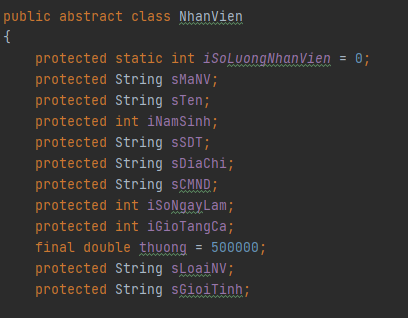 public abstract class NhanVien
{
protected static int iSoLuongNhanVien = 0;
protected String sMaNV;
protected String sTen;
protected int iNamSinh;
protected String sSDT;
protected String sDiaChi;
protected String sCMND;
protected int iSoNgayLam;
protected int iGioTangCa;
final double thuong = 500000;
protected String sLoaiNV;
protected String sGioiTinh;